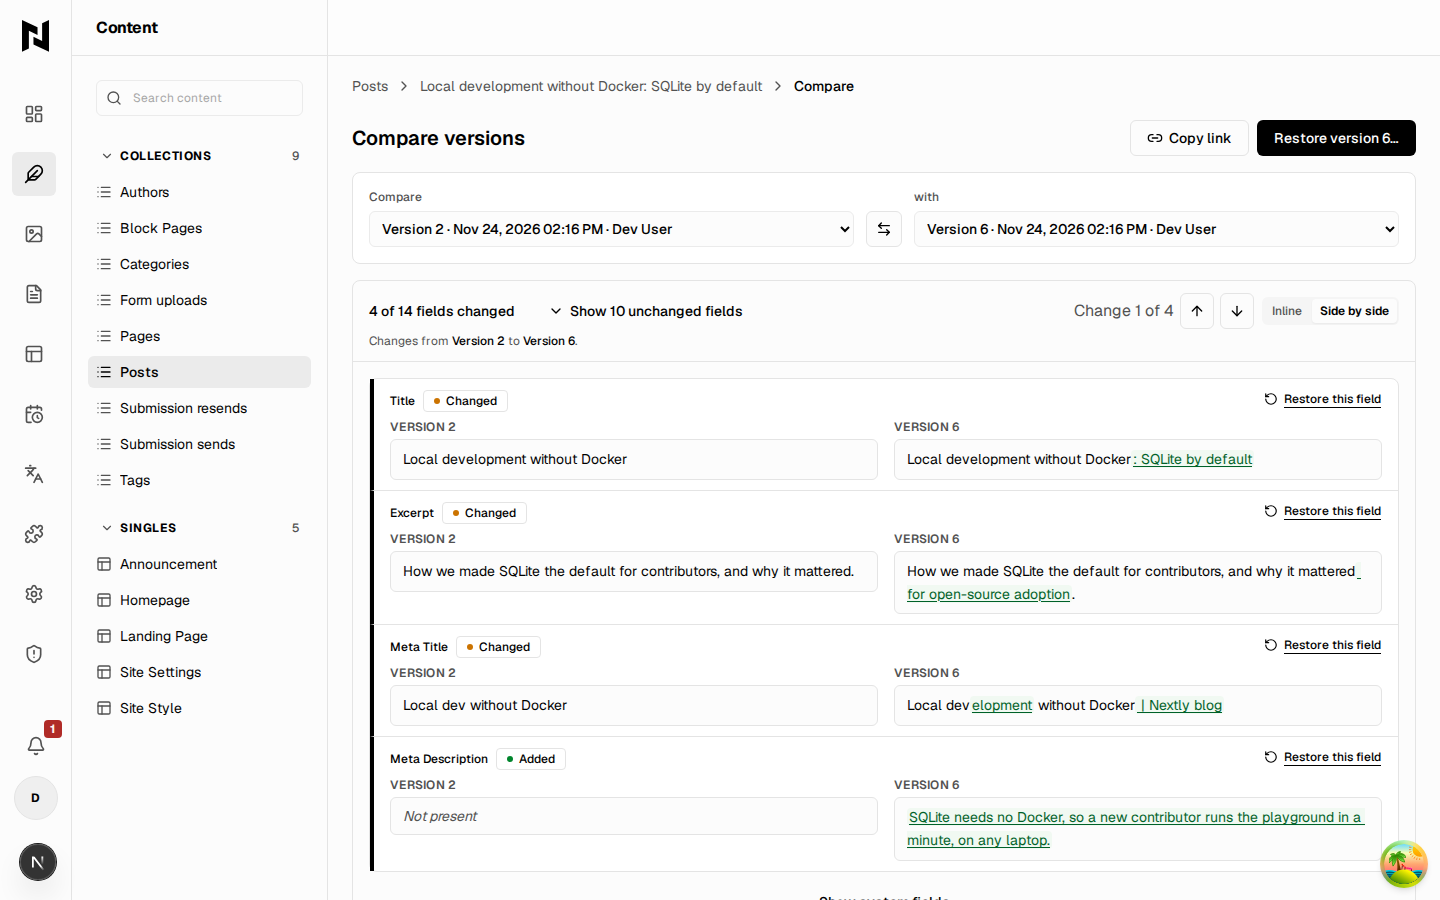 Content
Search content
COLLECTIONS 9
Authors
Block Pages
Categories
Form uploads
Pages
Posts
Submission resends
Submission sends
Tags
SINGLES 5
Announcement
Homepage
Landing Page
Site Settings
Site Style
1
D
N
Posts > Local development without Docker: SQLite by default > Compare
Compare versions
Copy link
Restore version 6...
Compare
Version 2 · Nov 24, 2026 02:16 PM · Dev User
with
Version 6 · Nov 24, 2026 02:16 PM · Dev User
4 of 14 fields changed
Show 10 unchanged fields
Change 1 of 4
Inline
Side by side
Changes from Version 2 to Version 6.
Title
Changed
Restore this field
VERSION 2
Local development without Docker
VERSION 6
Local development without Docker: SQLite by default
Excerpt
Changed
Restore this field
VERSION 2
How we made SQLite the default for contributors, and why it mattered.
VERSION 6
How we made SQLite the default for contributors, and why it mattered
for open-source adoption.
Meta Title
Changed
Restore this field
VERSION 2
Local dev without Docker
VERSION 6
Local development without Docker | Nextly blog
Meta Description
Added
Restore this field
VERSION 2
Not present
VERSION 6
SQLite needs no Docker, so a new contributor runs the playground in a
minute, on any laptop.